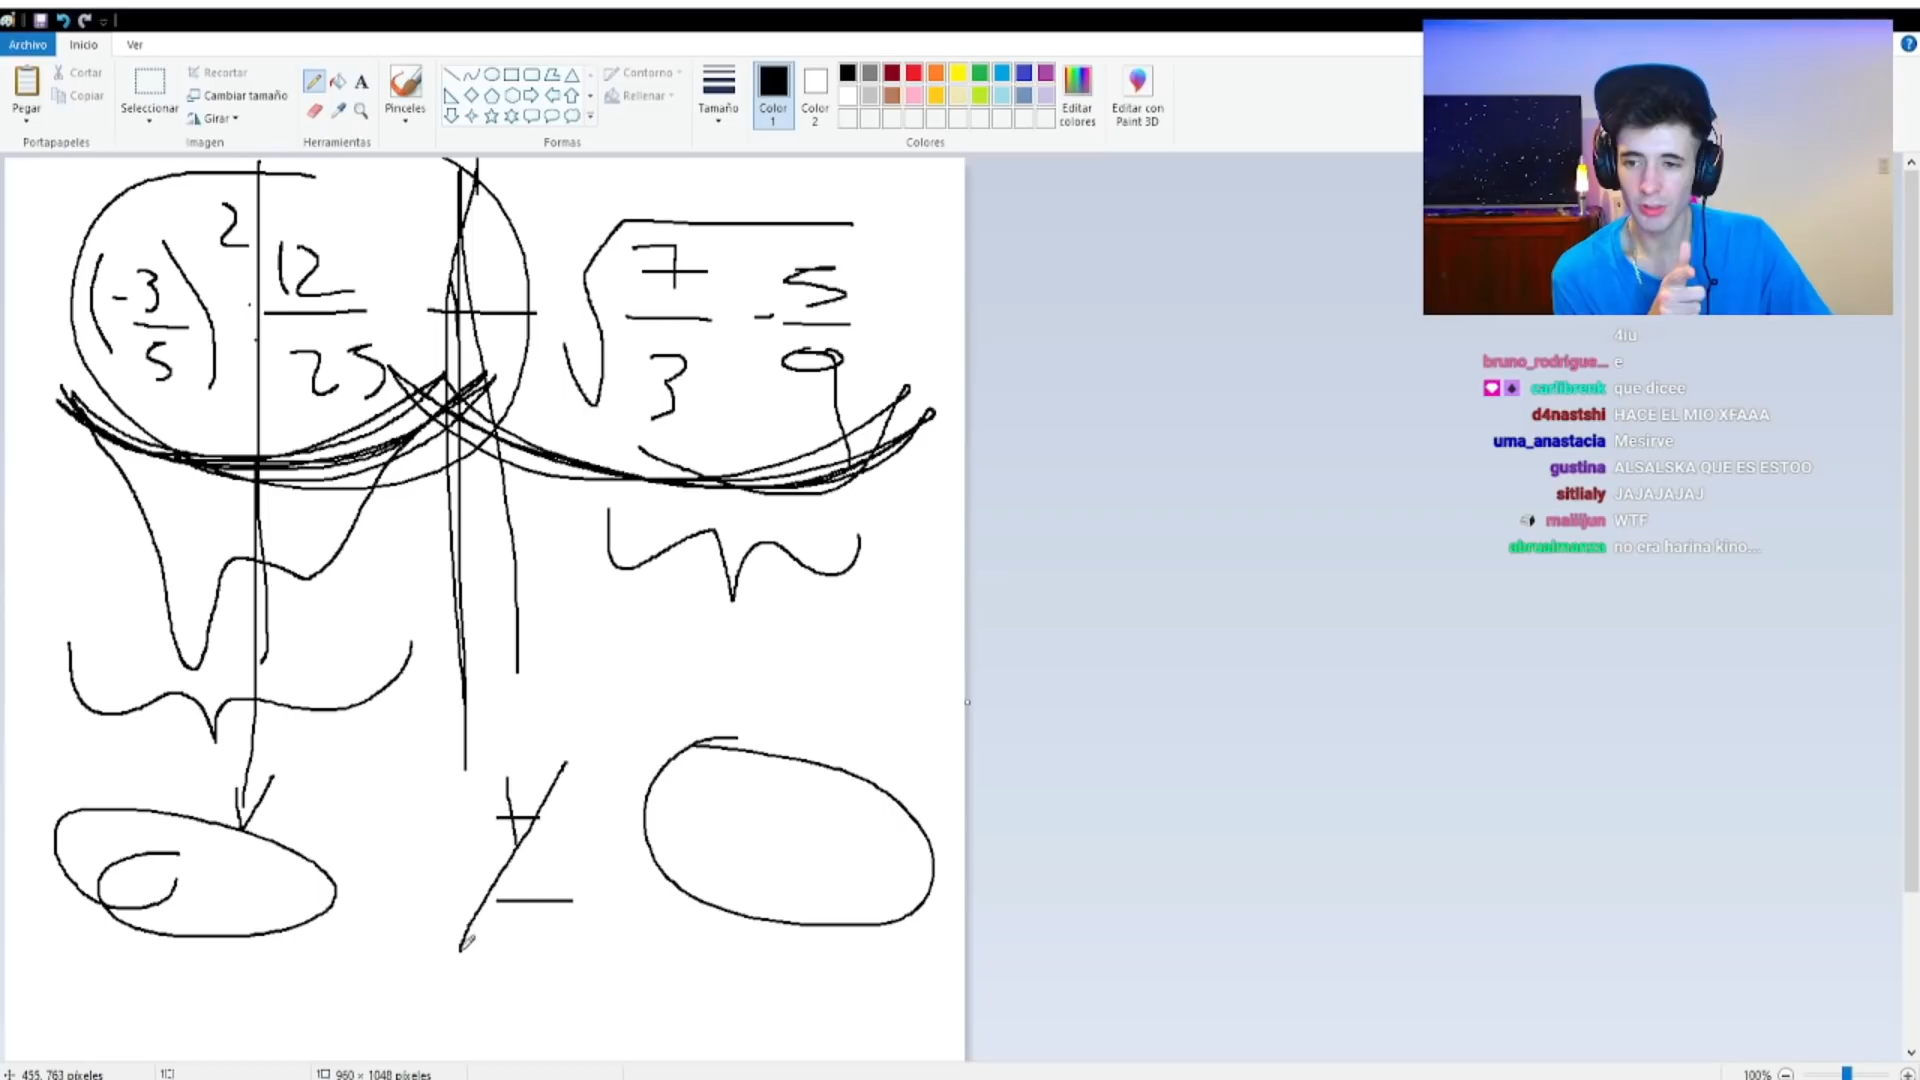 Archivo Inicio Ver
Pegar
Cortar
Copiar
Portapapeles
Seleccionar
Recortar
Cambiar tamaño
Girar
Imagen
A
Herramientas
Pinceles
Contorno
Rellenar
Formas
Tamaño
Color 1
Color 2
Editar colores
Editar con Paint 3D
Colores
2
(-3/5) : 12/25 + √ 7/3 - 5/9
+
4iu
bruno_rodrigue... e
carlibrenk que dicee
d4nastshi HACE EL MIO XFAAA
uma_anastacia Mesirve
gustina ALSALSKA QUE ES ESTOO
sitlialy JAJAJAJAJ
WTF
abrualmanza no era harina kino...
455, 763 píxeles
960 × 1048 píxeles
100%